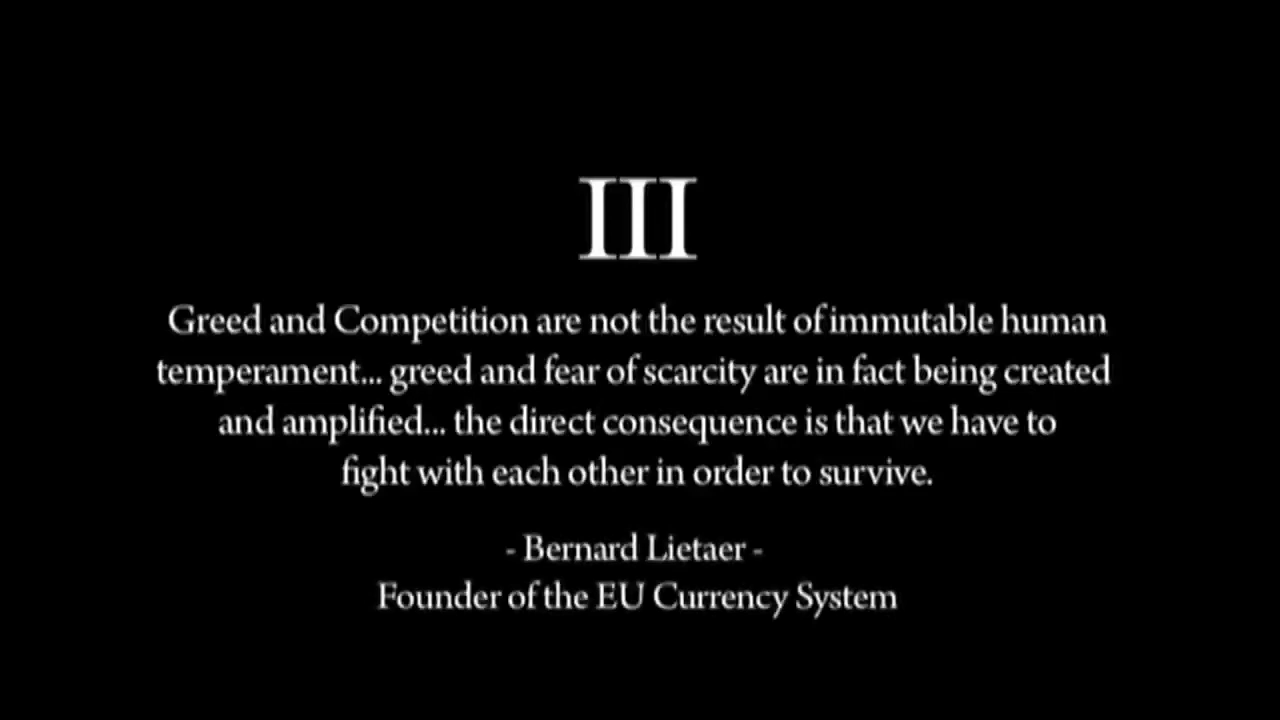 III
Greed and Competition are not the result of immutable human
temperament... greed and fear of scarcity are in fact being created
and amplified... the direct consequence is that we have to
fight with each other in order to survive.
- Bernard Lietaer -
Founder of the EU Currency System